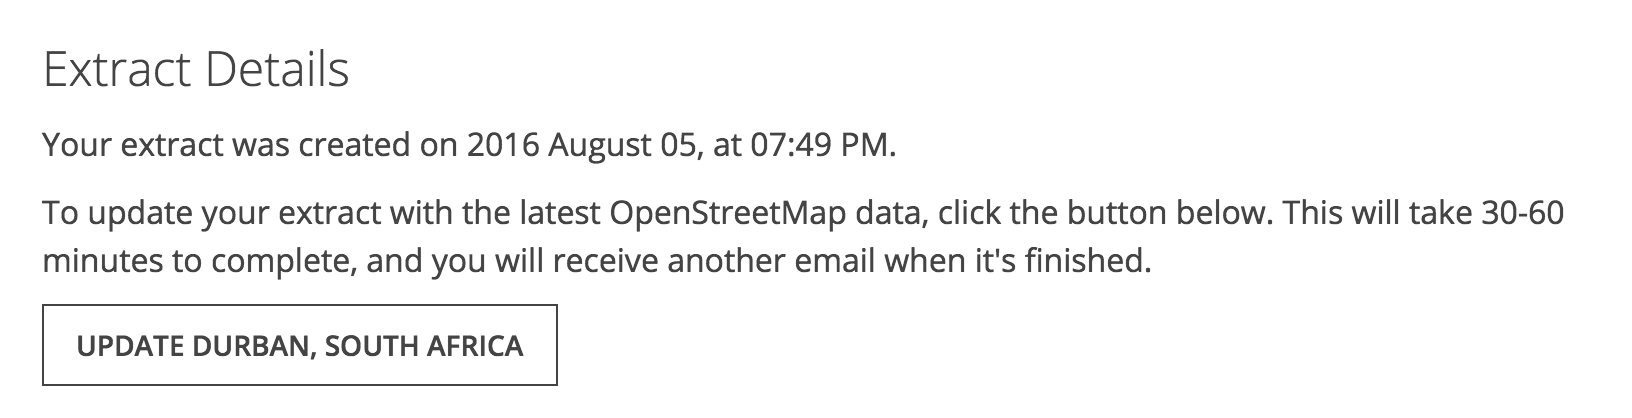 Extract Details
Your extract was created on 2016 August 05, at 07:49 PM.
To update your extract with the latest OpenStreetMap data, click the button below. This will take 30-60
minutes to complete, and you will receive another email when it's finished.
UPDATE DURBAN, SOUTH AFRICA